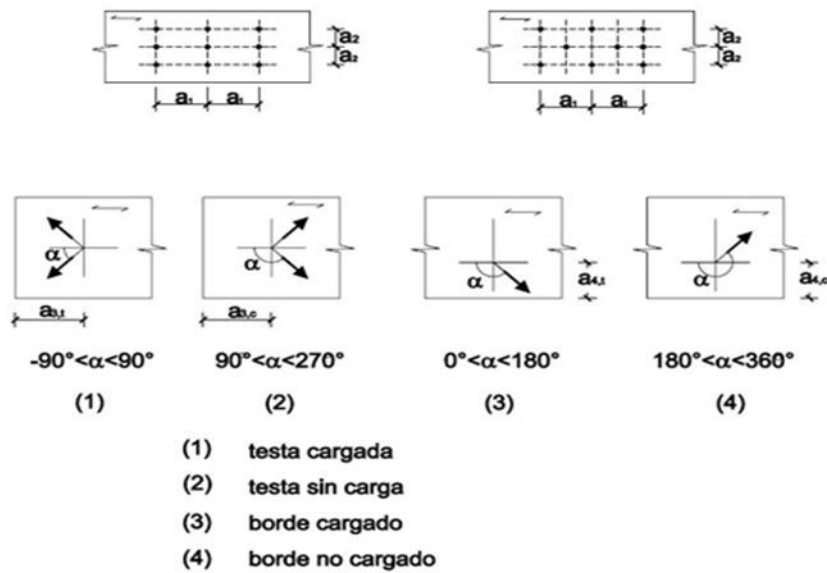 a₂
a₂
a₁ a₁
a₂
a₂
a₁ a₁
α
a₃,t
α
a₃,c
α
a₄,t
α
a₄,c
-90°<α<90°
90°<α<270°
0°<α<180°
180°<α<360°
(1)
(2)
(3)
(4)
(1) testa cargada
(2) testa sin carga
(3) borde cargado
(4) borde no cargado